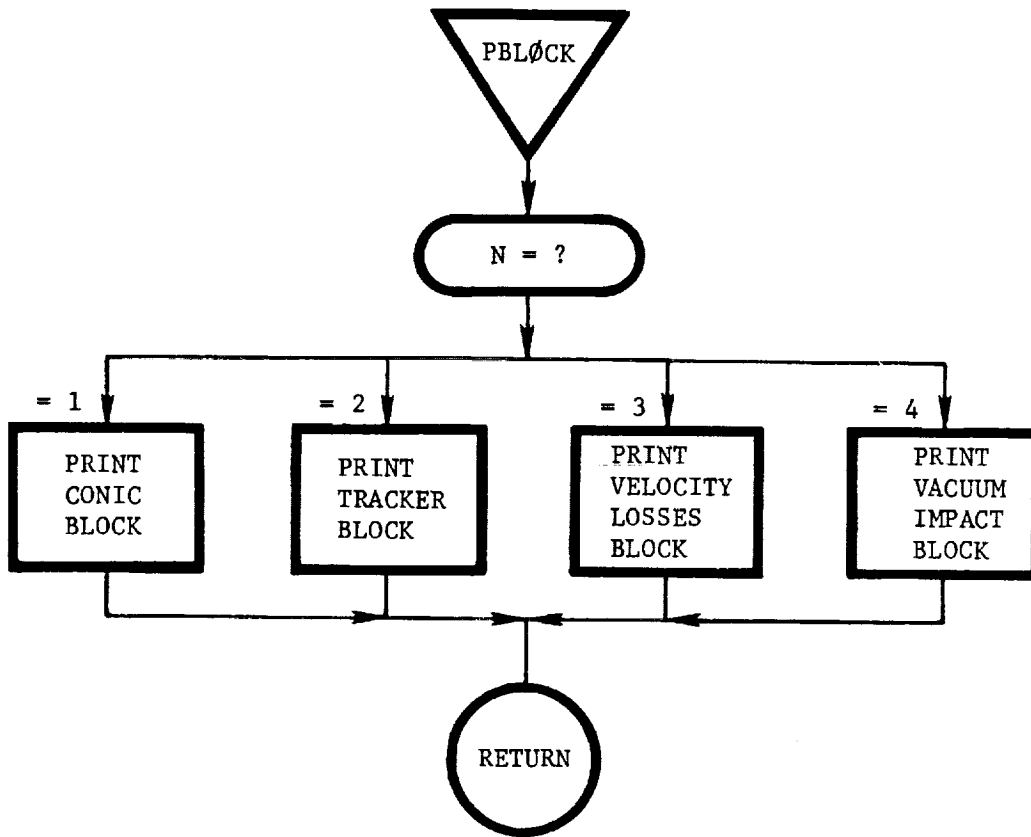 PBLØCK
N = ?
= 1
= 2
= 3
= 4
PRINT
CONIC
BLOCK
PRINT
TRACKER
BLOCK
PRINT
VELOCITY
LOSSES
BLOCK
PRINT
VACUUM
IMPACT
BLOCK
RETURN